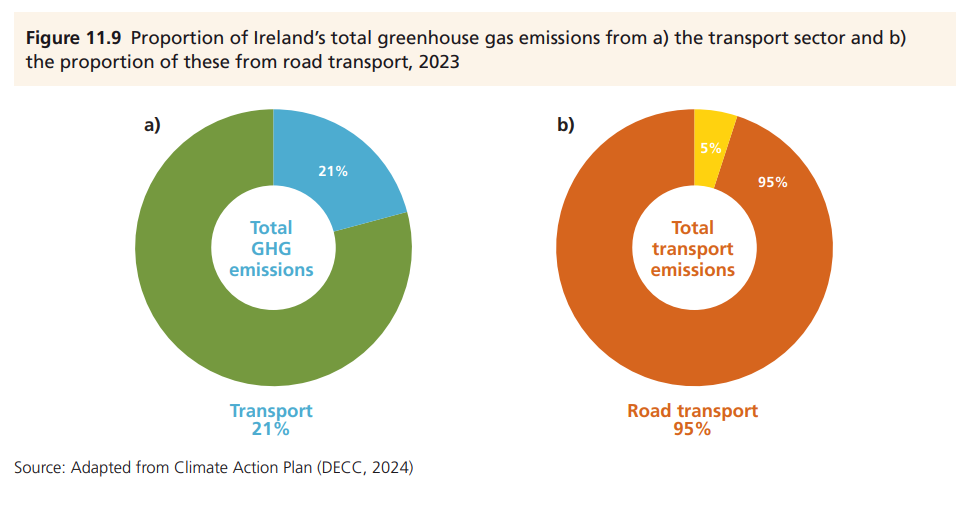 Figure 11.9 Proportion of Ireland’s total greenhouse gas emissions from a) the transport sector and b)
the proportion of these from road transport, 2023
a)
21%
Total
GHG
emissions
Transport
21%
b)
5%
95%
Total
transport
emissions
Road transport
95%
Source: Adapted from Climate Action Plan (DECC, 2024)